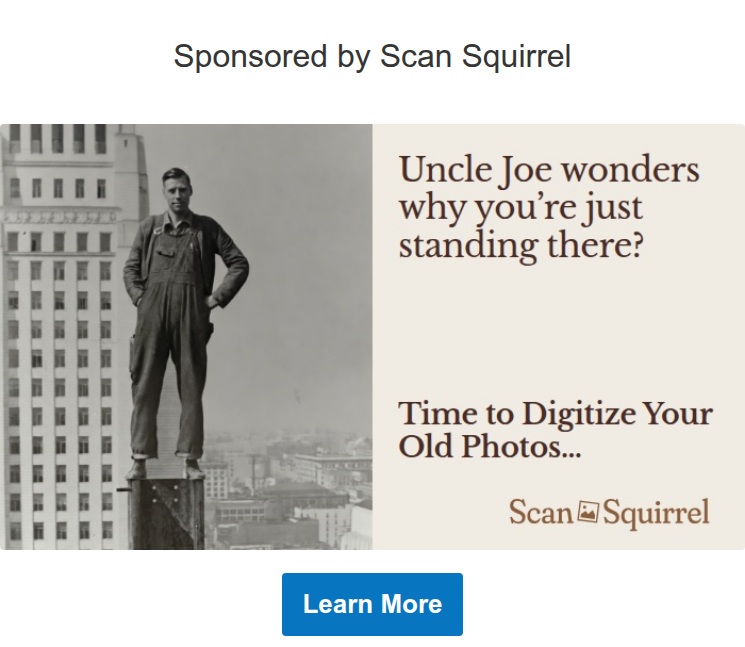 Sponsored by Scan Squirrel
Uncle Joe wonders
why you’re just
standing there?
Time to Digitize Your
Old Photos...
Scan Squirrel
Learn More